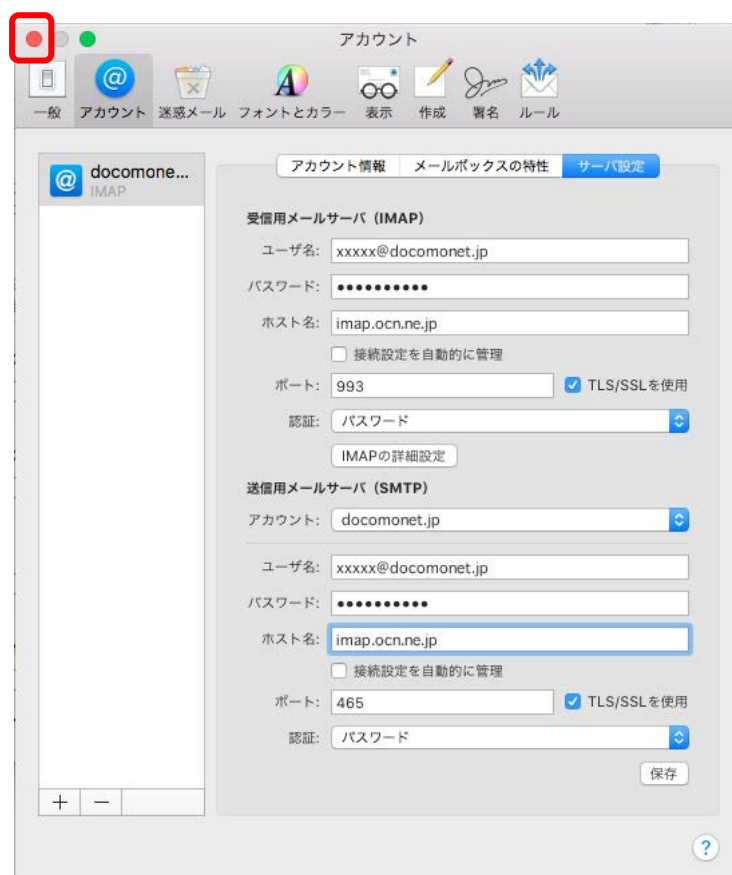 アカウント
一般 アカウント 迷惑メール フォントとカラー 表示 作成 署名 ルール
docomone...
IMAP
アカウント情報 メールボックスの特性 サーバ設定
受信用メールサーバ (IMAP)
ユーザ名: xxxxx@docomonet.jp
パスワード: ●●●●●●●●●●
ホスト名: imap.ocn.ne.jp
接続設定を自動的に管理
ポート: 993 TLS/SSLを使用
認証: パスワード
IMAPの詳細設定
送信用メールサーバ (SMTP)
アカウント: docomonet.jp
ユーザ名: xxxxx@docomonet.jp
パスワード: ●●●●●●●●●●
ホスト名: imap.ocn.ne.jp
接続設定を自動的に管理
ポート: 465 TLS/SSLを使用
認証: パスワード
保存
+ −
?